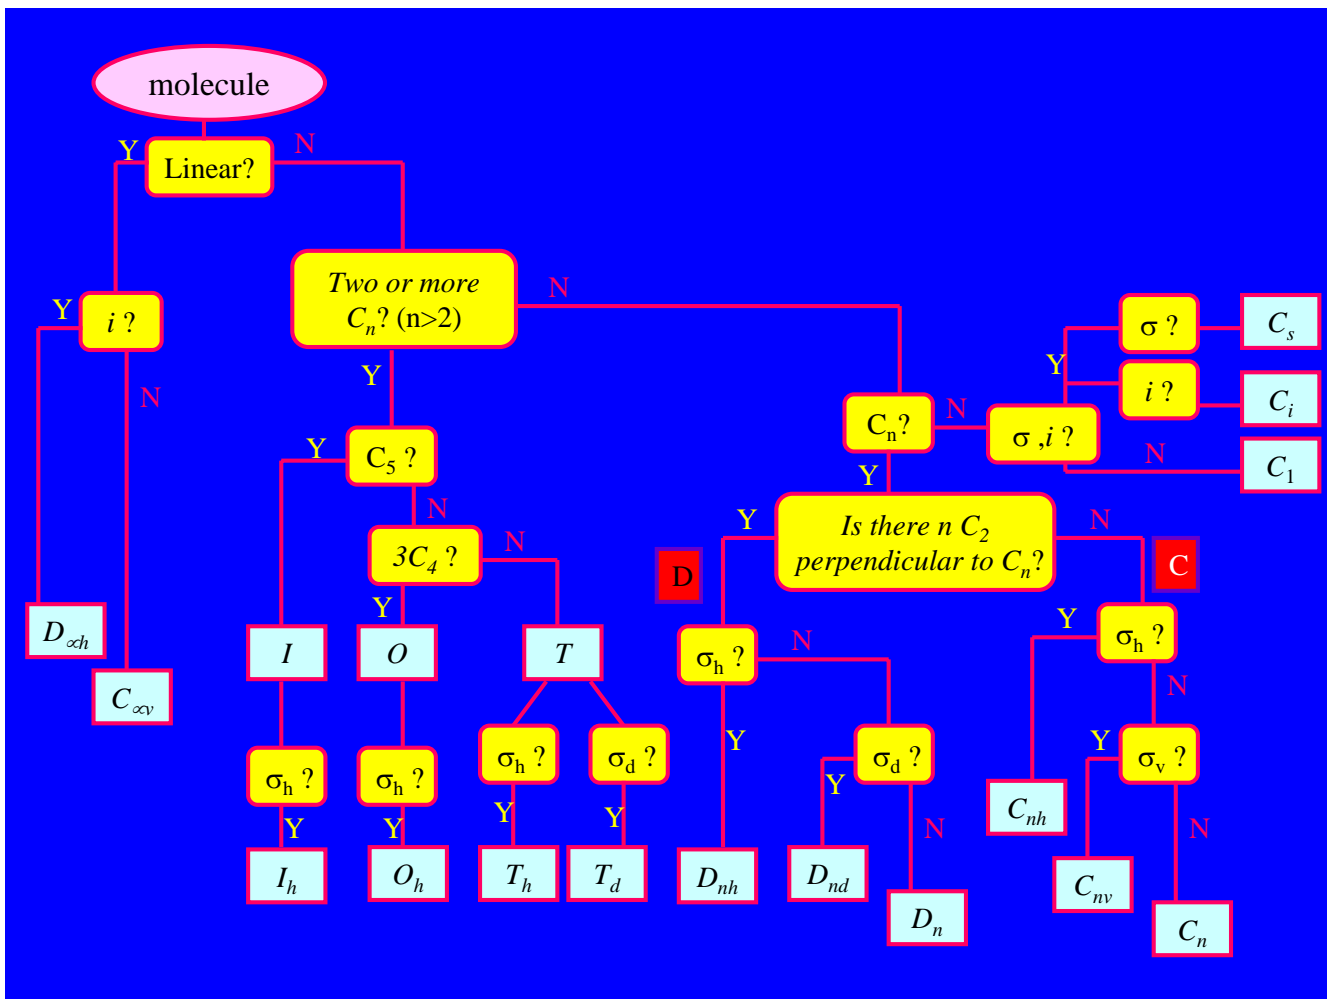 molecule
Y
N
Linear?
Two or more
Cₙ? (n>2)
N
Y
i ?
N
Y
σ ?
Cₛ
Y
i ?
Cᵢ
Cₙ?
N
σ ,i ?
N
C₁
Y
C₅ ?
Y
N
3C₄ ?
N
Y
Y
Is there n C₂
perpendicular to Cₙ?
N
D
C
D∝h
C∝v
I
O
T
σh ?
N
Y
σh ?
N
σh ?
Y
σh ?
Y
σh ?
Y
σd ?
Y
Y
σd ?
Y
N
Y
σv ?
N
Ih
Oh
Th
Td
Dnh
Dnd
Dn
Cnh
Cnv
Cn